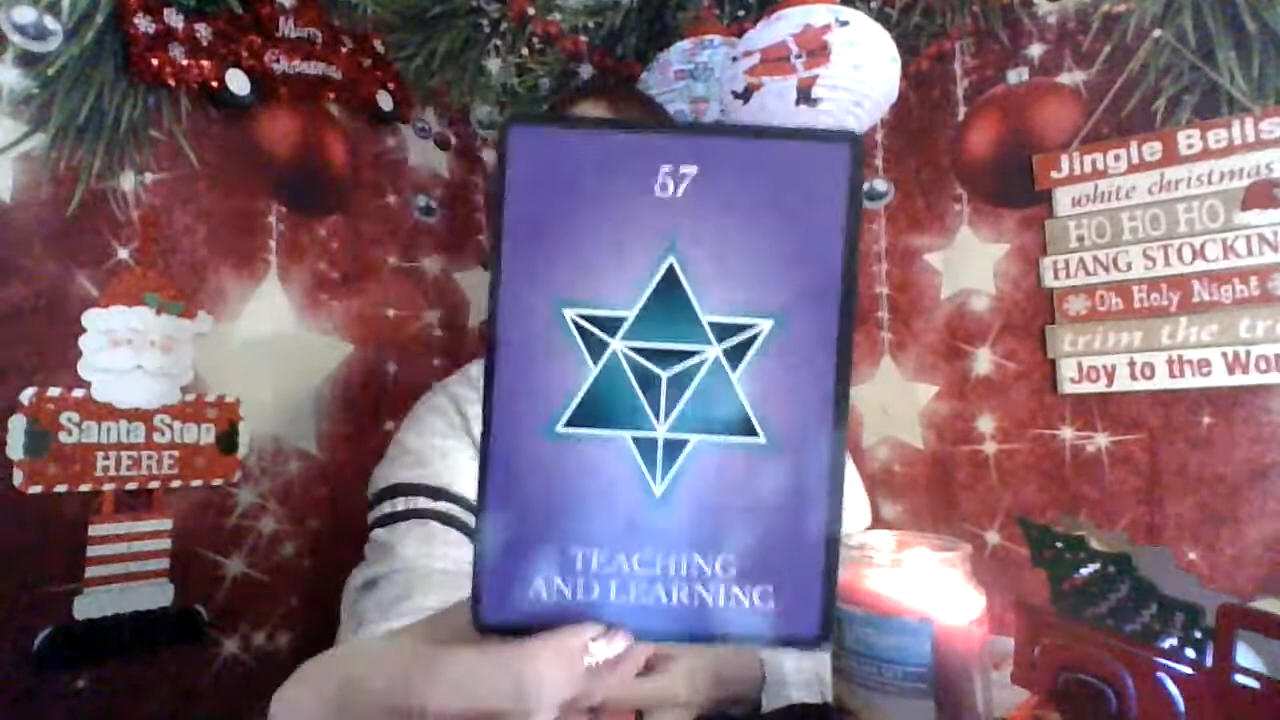 Merry
Christmas
57
TEACHING
AND LEARNING
Santa Stop
HERE
Jingle Bells
white christmas
HO HO HO
HANG STOCKIN
Oh Holy Night
trim the tr
Joy to the Wor